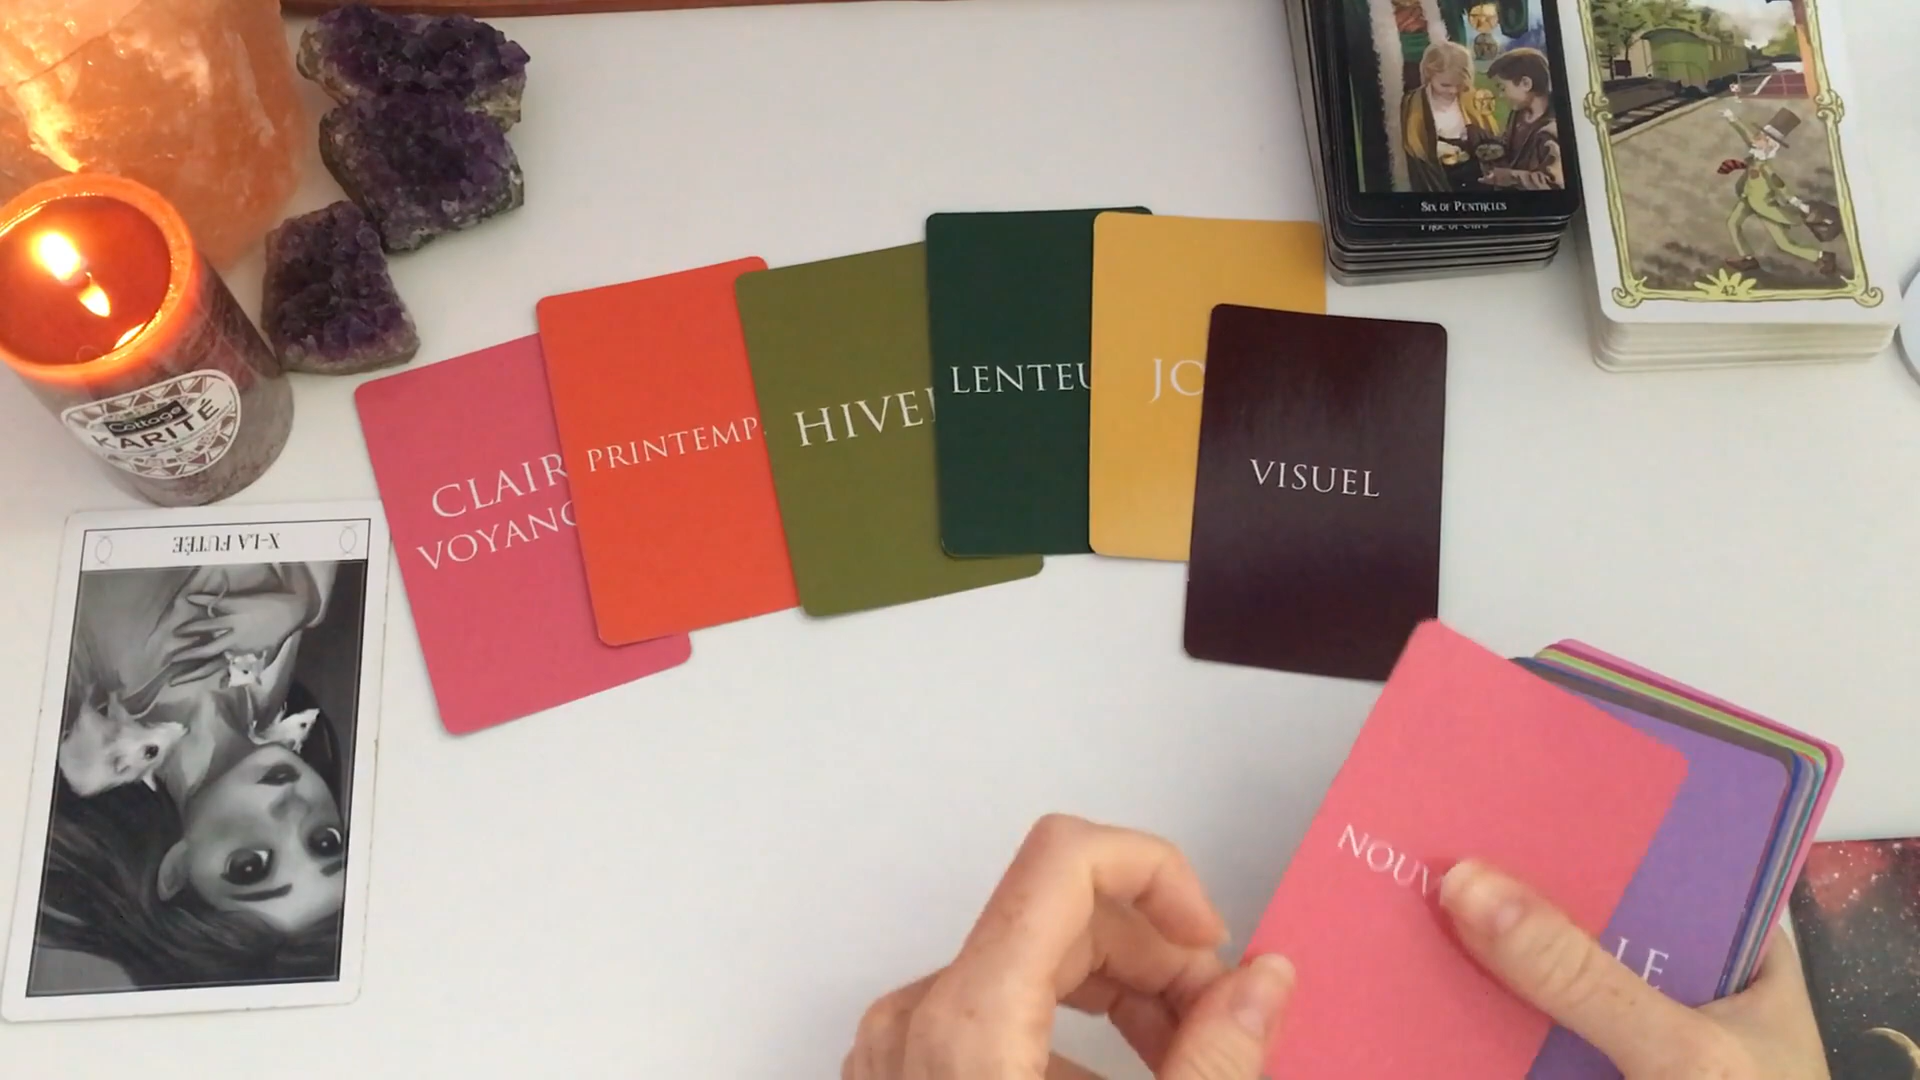 SIX OF PENTACLES
42
CLAIR
VOYANC
PRINTEMP
HIVE
LENTEU
JO
VISUEL
Cottage
KARITÉ
X-LA FUTÉE
NOUV
LE